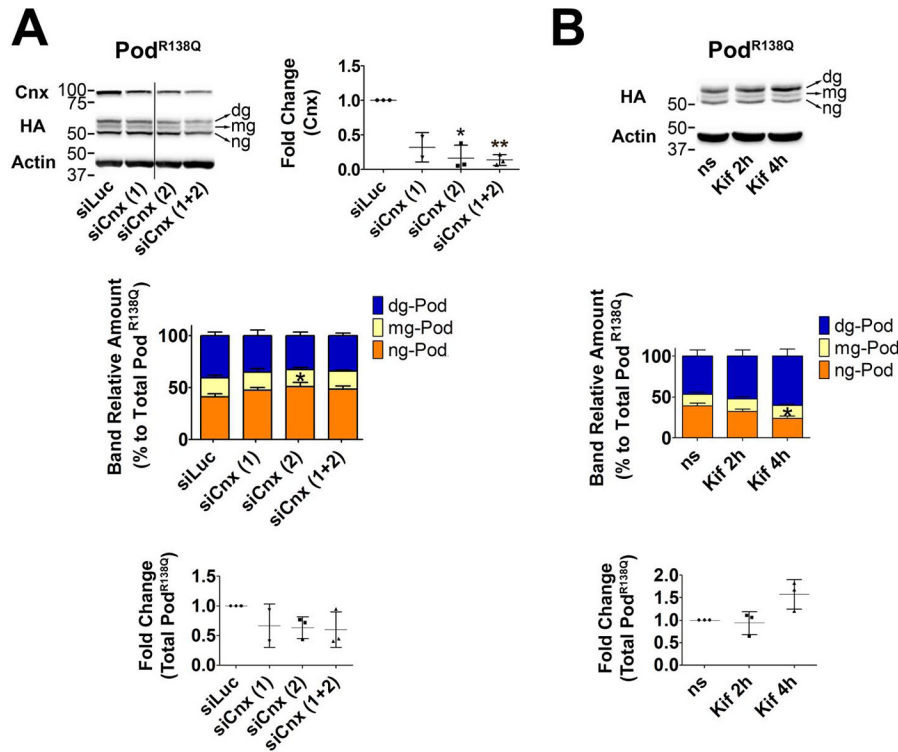 A
Pod^R138Q
Cnx
100
75
HA
50
Actin
37
dg
mg
ng
siLuc
siCnx (1)
siCnx (2)
siCnx (1+2)
Fold Change
(Cnx)
1.5
1.0
0.5
0.0
*
**
siLuc
siCnx (1)
siCnx (2)
siCnx (1+2)
dg-Pod
mg-Pod
ng-Pod
Band Relative Amount
(% to Total Pod^R138Q)
100
50
0
*
siLuc
siCnx (1)
siCnx (2)
siCnx (1+2)
Fold Change
(Total Pod^R138Q)
1.5
1.0
0.5
0.0
siLuc
siCnx (1)
siCnx (2)
siCnx (1+2)
B
Pod^R138Q
HA
50
Actin
37
dg
mg
ng
ns
Kif 2h
Kif 4h
dg-Pod
mg-Pod
ng-Pod
Band Relative Amount
(% to Total Pod^R138Q)
100
50
0
*
ns
Kif 2h
Kif 4h
Fold Change
(Total Pod^R138Q)
2.0
1.5
1.0
0.5
0.0
ns
Kif 2h
Kif 4h